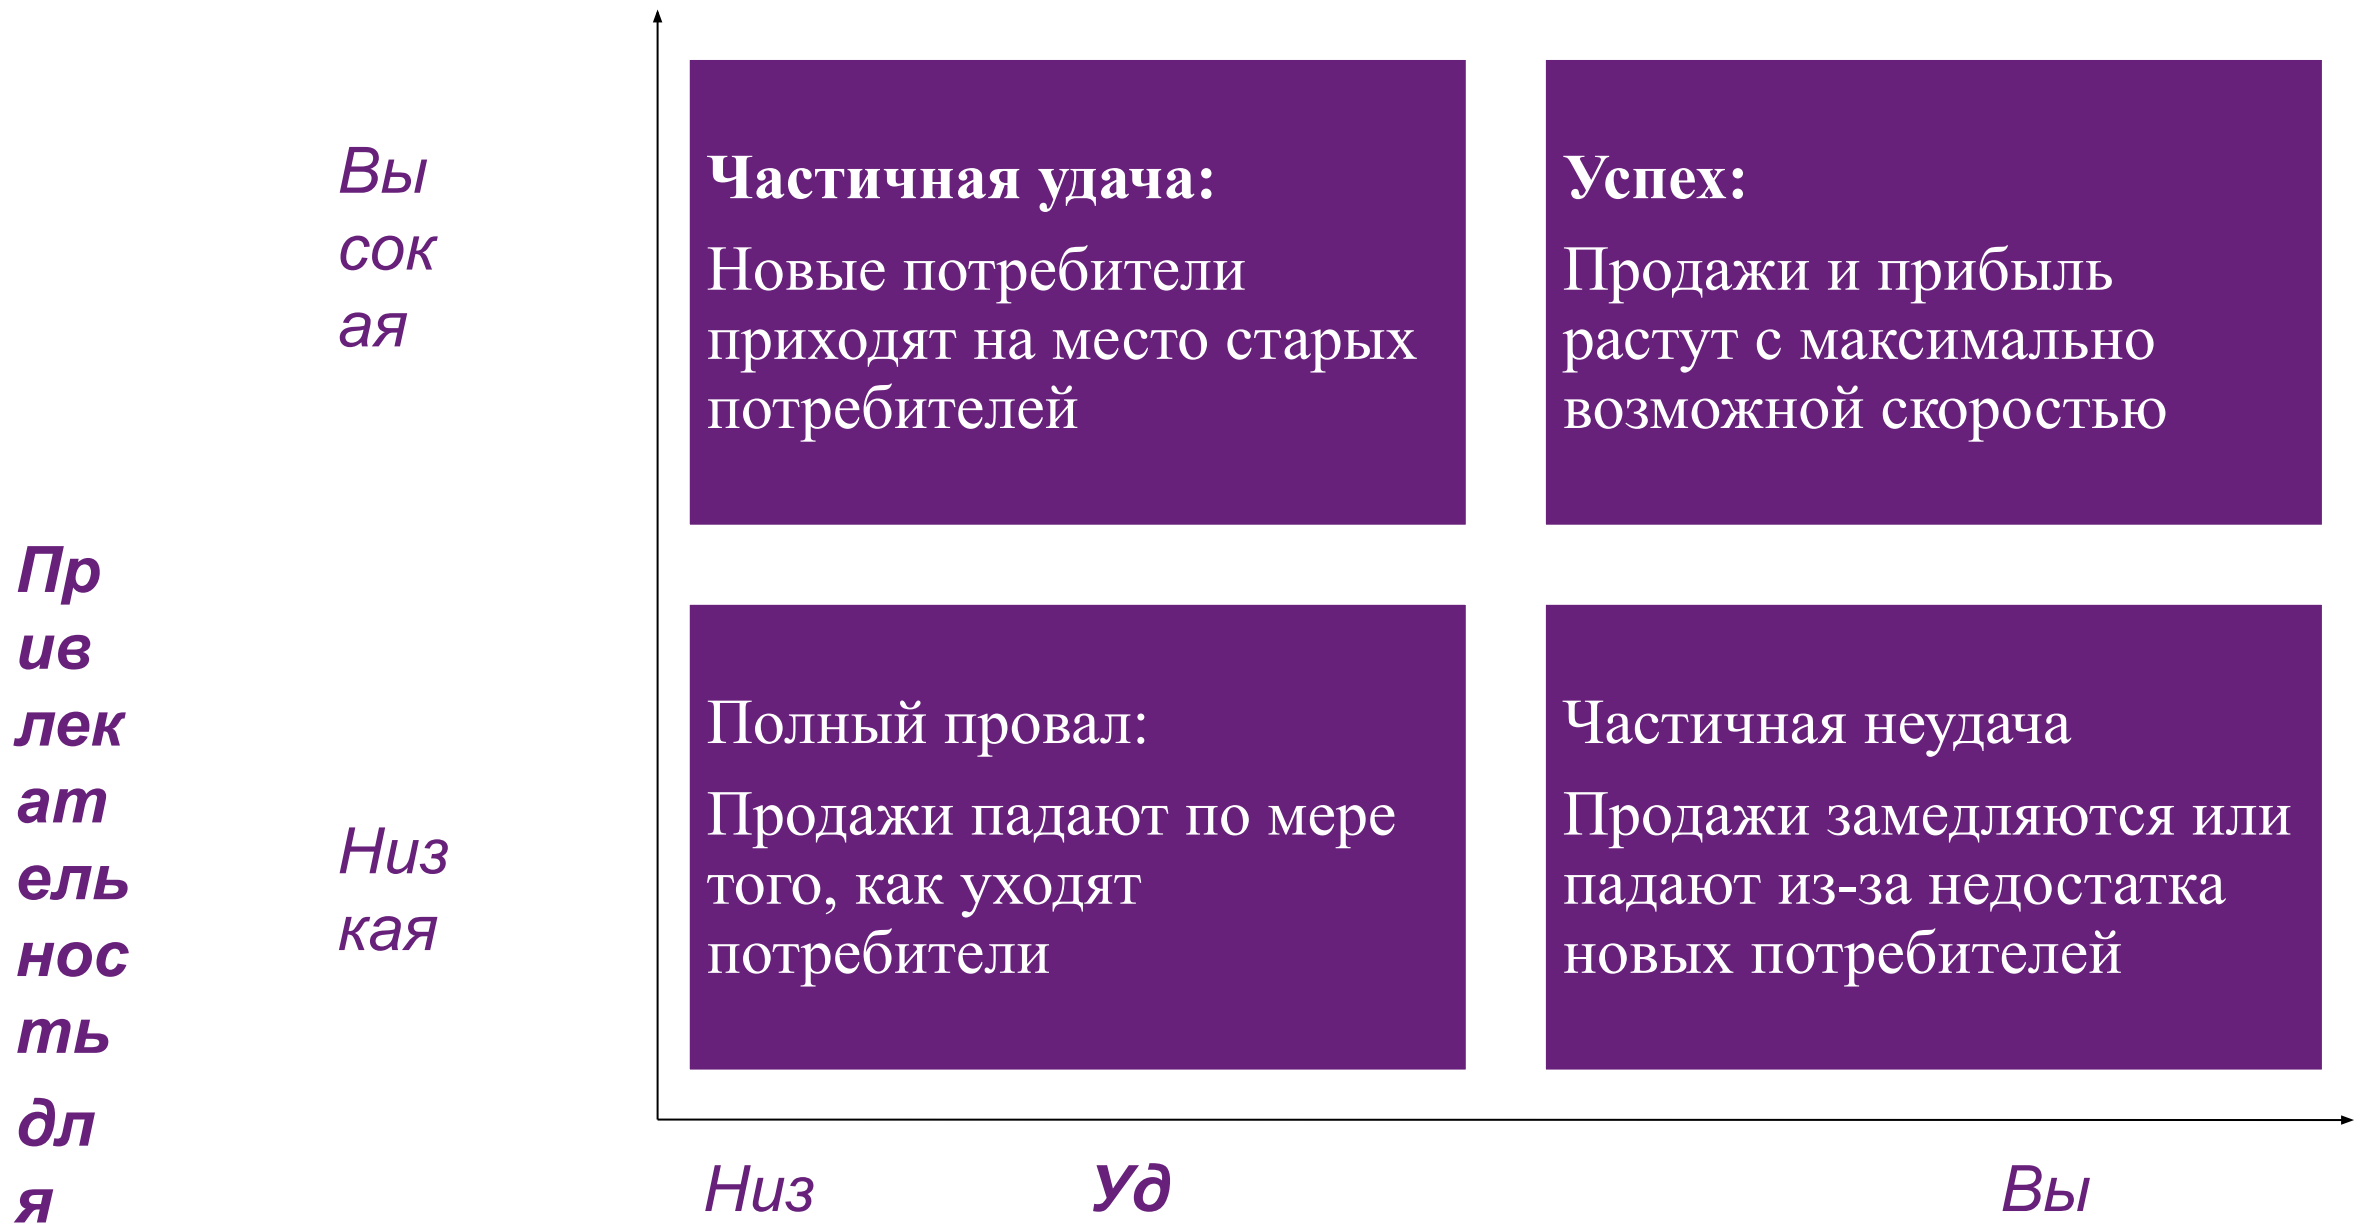 Вы
сок
ая
Частичная удача:
Новые потребители
приходят на место старых
потребителей
Успех:
Продажи и прибыль
растут с максимально
возможной скоростью
Пр
ив
лек
ат
ель
нос
ть
дл
я
Низ
кая
Полный провал:
Продажи падают по мере
того, как уходят
потребители
Частичная неудача
Продажи замедляются или
падают из-за недостатка
новых потребителей
Низ
Уд
Вы